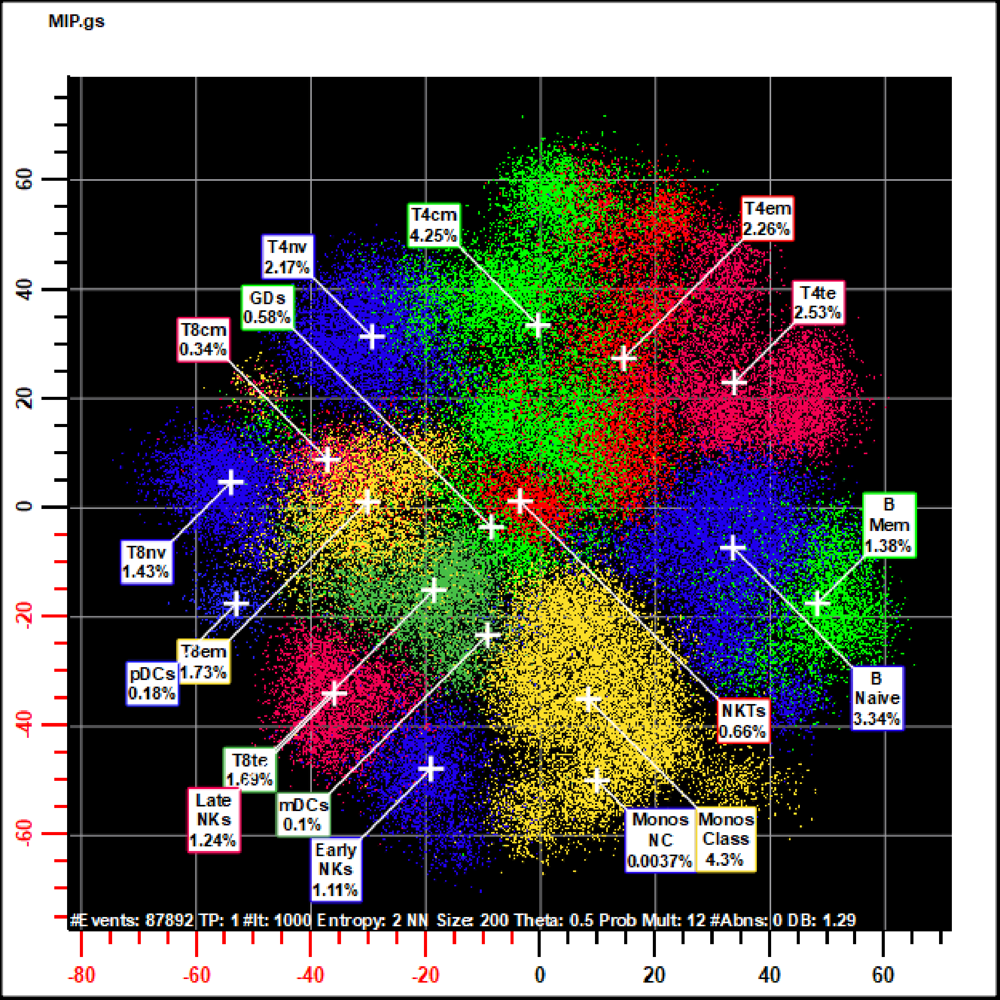 MIP.gs
T4cm
4.25%
T4em
2.26%
T4nv
2.17%
GDs
0.58%
T4te
2.53%
T8cm
0.34%
B
Mem
1.38%
T8nv
1.43%
T8em
1.73%
pDCs
0.18%
B
Naive
3.34%
NKTs
0.66%
T8te
1.69%
Late
NKs
1.24%
mDCs
0.1%
Monos
NC
0.0037%
Monos
Class
4.3%
Early
NKs
1.11%
#Events: 87892 TP: 1 #It: 1000 Entropy: 2 NN Size: 200 Theta: 0.5 Prob Mult: 12 #Abns: 0 DB: 1.29
60
40
20
0
-20
-40
-60
-80 -60 -40 -20 0 20 40 60